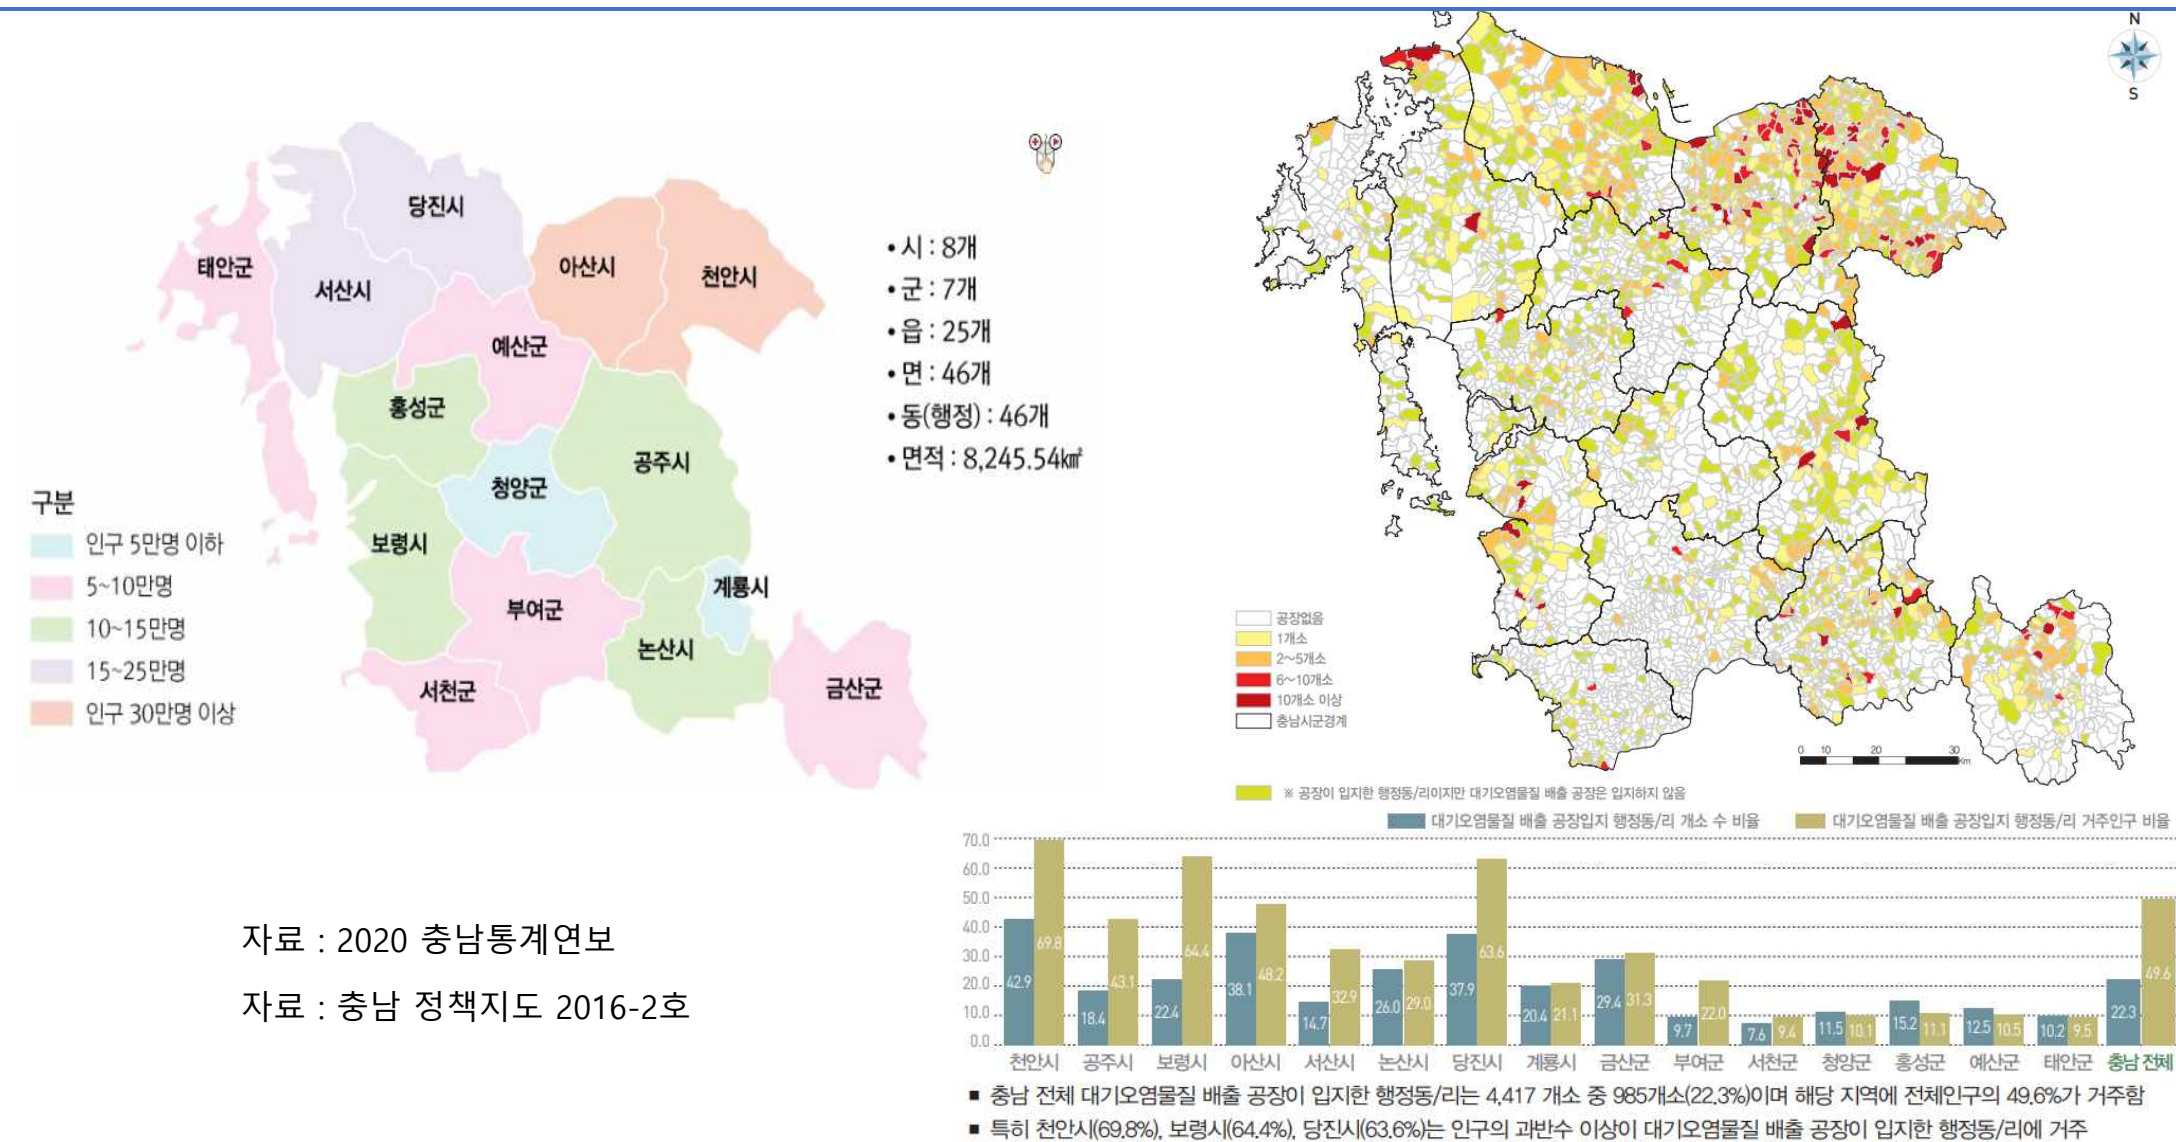 당진시
태안군
서산시
아산시
천안시
예산군
홍성군
공주시
청양군
보령시
계룡시
부여군
논산시
서천군
금산군
• 시 : 8개
• 군 : 7개
• 읍 : 25개
• 면 : 46개
• 동(행정) : 46개
• 면적 : 8,245.54㎢
구분
인구 5만명 이하
5~10만명
10~15만명
15~25만명
인구 30만명 이상
자료 : 2020 충남통계연보
자료 : 충남 정책지도 2016-2호
N
S
공장없음
1개소
2~5개소
6~10개소
10개소 이상
충남시군경계
0 10 20 30
Km
※ 공장이 입지한 행정동/리이지만 대기오염물질 배출 공장은 입지하지 않음
대기오염물질 배출 공장입지 행정동/리 개소 수 비율 대기오염물질 배출 공장입지 행정동/리 거주인구 비율
70.0
60.0
50.0
40.0
30.0
20.0
10.0
0.0
42.9 69.8 18.4 43.1 22.4 64.4 38.1 48.2 14.7 32.9 26.0 29.0 37.9 63.6 20.4 21.1 29.4 31.3 9.7 22.0 7.6 9.4 11.5 10.1 15.2 11.1 12.5 10.5 10.2 9.5 22.3 49.6
천안시 공주시 보령시 아산시 서산시 논산시 당진시 계룡시 금산군 부여군 서천군 청양군 홍성군 예산군 태안군 충남 전체
■ 충남 전체 대기오염물질 배출 공장이 입지한 행정동/리는 4,417 개소 중 985개소(22.3%)이며 해당 지역에 전체인구의 49.6%가 거주함
■ 특히 천안시(69.8%), 보령시(64.4%), 당진시(63.6%)는 인구의 과반수 이상이 대기오염물질 배출 공장이 입지한 행정동/리에 거주